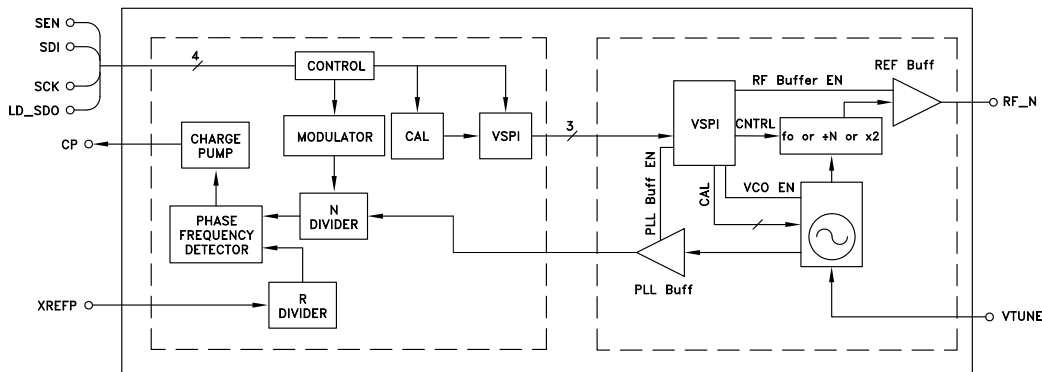 SEN
SDI
SCK
LD_SDO
CP
XREFP
4
CONTROL
MODULATOR
CAL
VSPI
CHARGE
PUMP
N
DIVIDER
PHASE
FREQUENCY
DETECTOR
R
DIVIDER
3
VSPI
RF Buffer EN
REF Buff
RF_N
CNTRL
fo or ÷N or x2
PLL Buff EN
CAL
VCO EN
PLL Buff
VTUNE